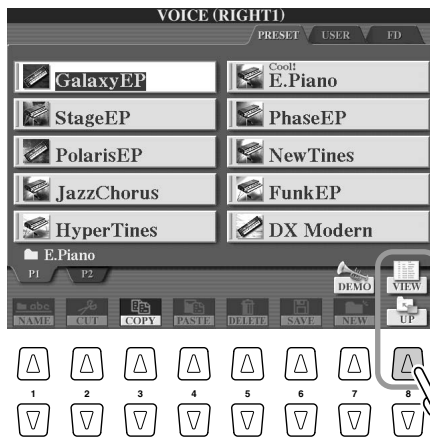 VOICE (RIGHT1)
PRESET USER FD
GalaxyEP
Cool!
E.Piano
StageEP
PhaseEP
PolarisEP
NewTines
JazzChorus
FunkEP
HyperTines
DX Modern
E.Piano
P1 P2
DEMO VIEW
abc
NAME CUT COPY PASTE DELETE SAVE NEW UP
1 2 3 4 5 6 7 8